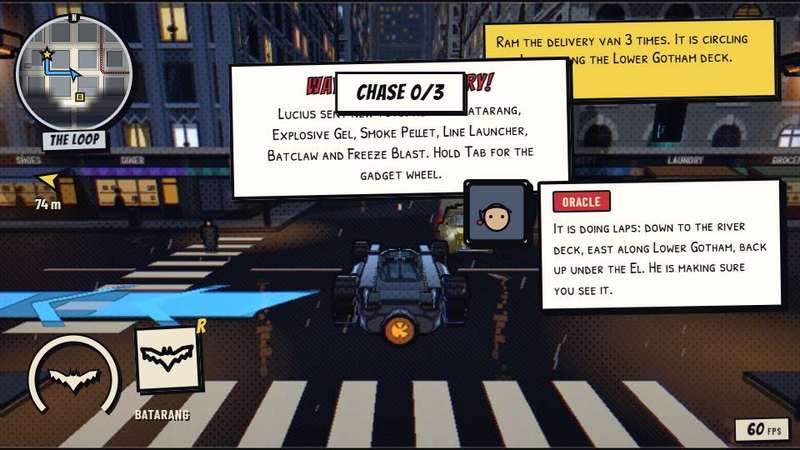 N
THE LOOP
74 m
CHASE 0/3
Lucius sent new
Batarang,
Explosive Gel, Smoke Pellet, Line Launcher,
Batclaw and Freeze Blast. Hold Tab for the
gadget wheel.
Ram the delivery van 3 times. It is circling
the Lower Gotham deck.
ORACLE
It is doing laps: down to the river
deck, east along Lower Gotham, back
up under the El. He is making sure
you see it.
SHOES
DINER
LAUNDRY
R
BATARANG
60 FPS